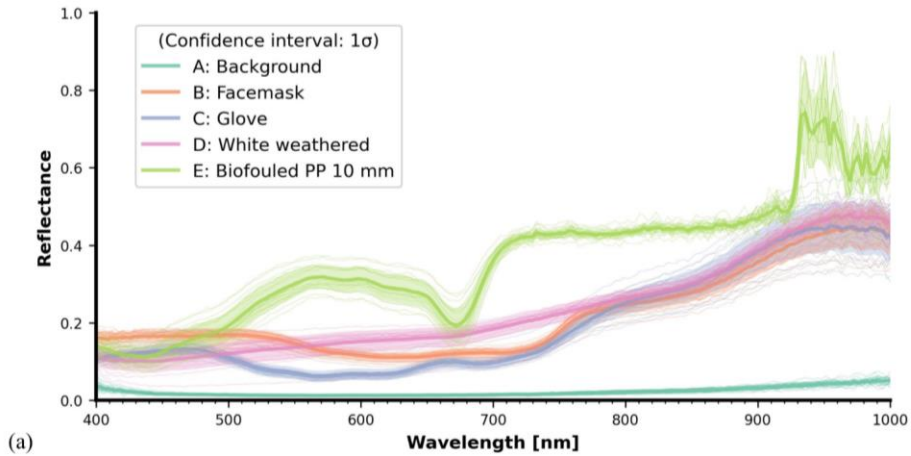 1.0
0.8
0.6
0.4
0.2
0.0
Reflectance
(Confidence interval: 1σ)
A: Background
B: Facemask
C: Glove
D: White weathered
E: Biofouled PP 10 mm
400 500 600 700 800 900 1000
Wavelength [nm]
(a)